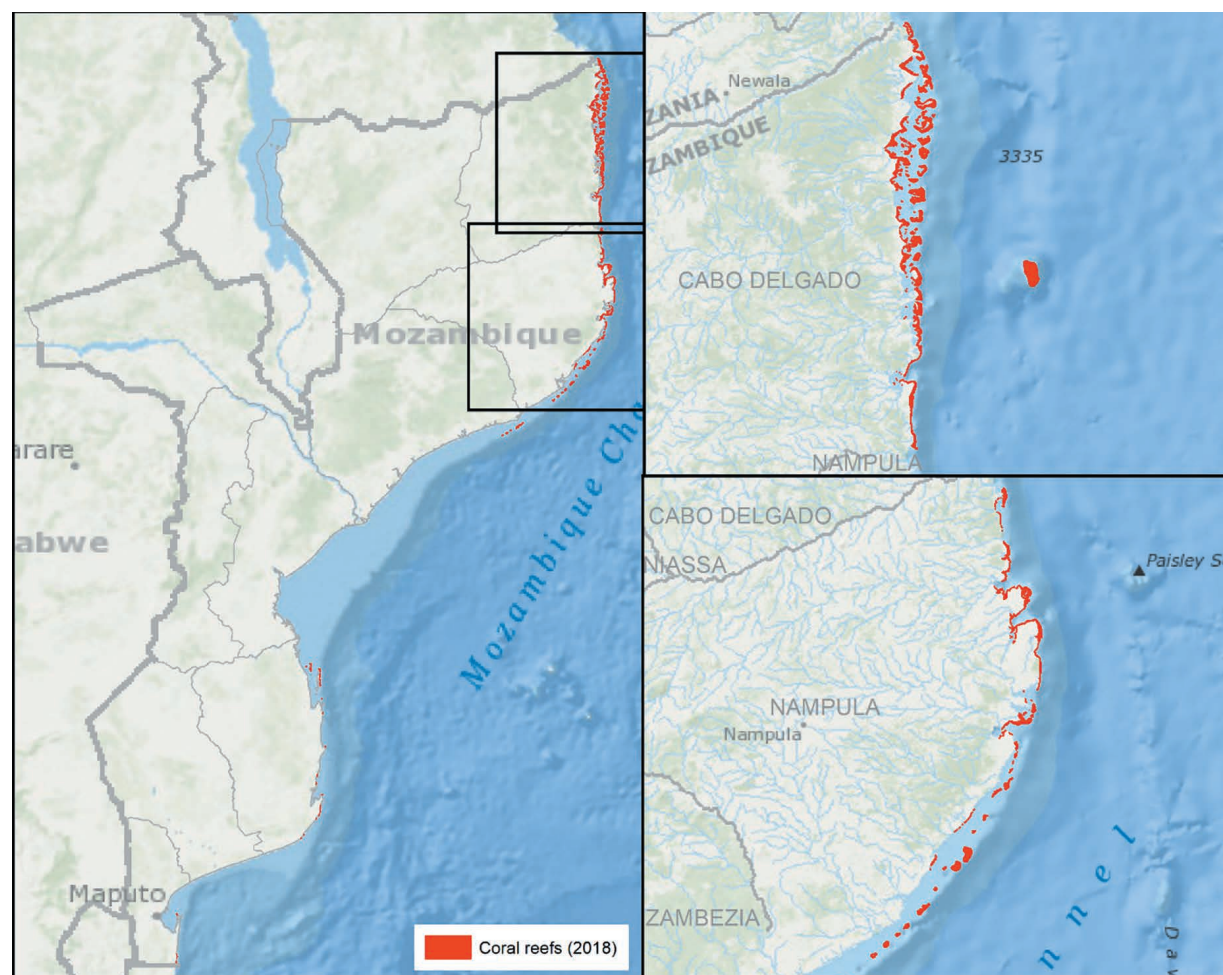 Mozambique
arare
abwe
Mozambique Cha
Maputo
Coral reefs (2018)
Newala
ZANIA
ZAMBIQUE
3335
CABO DELGADO
NAMPULA
CABO DELGADO
NIASSA
Paisley S
NAMPULA
Nampula
ZAMBEZIA
n n e l
D a v